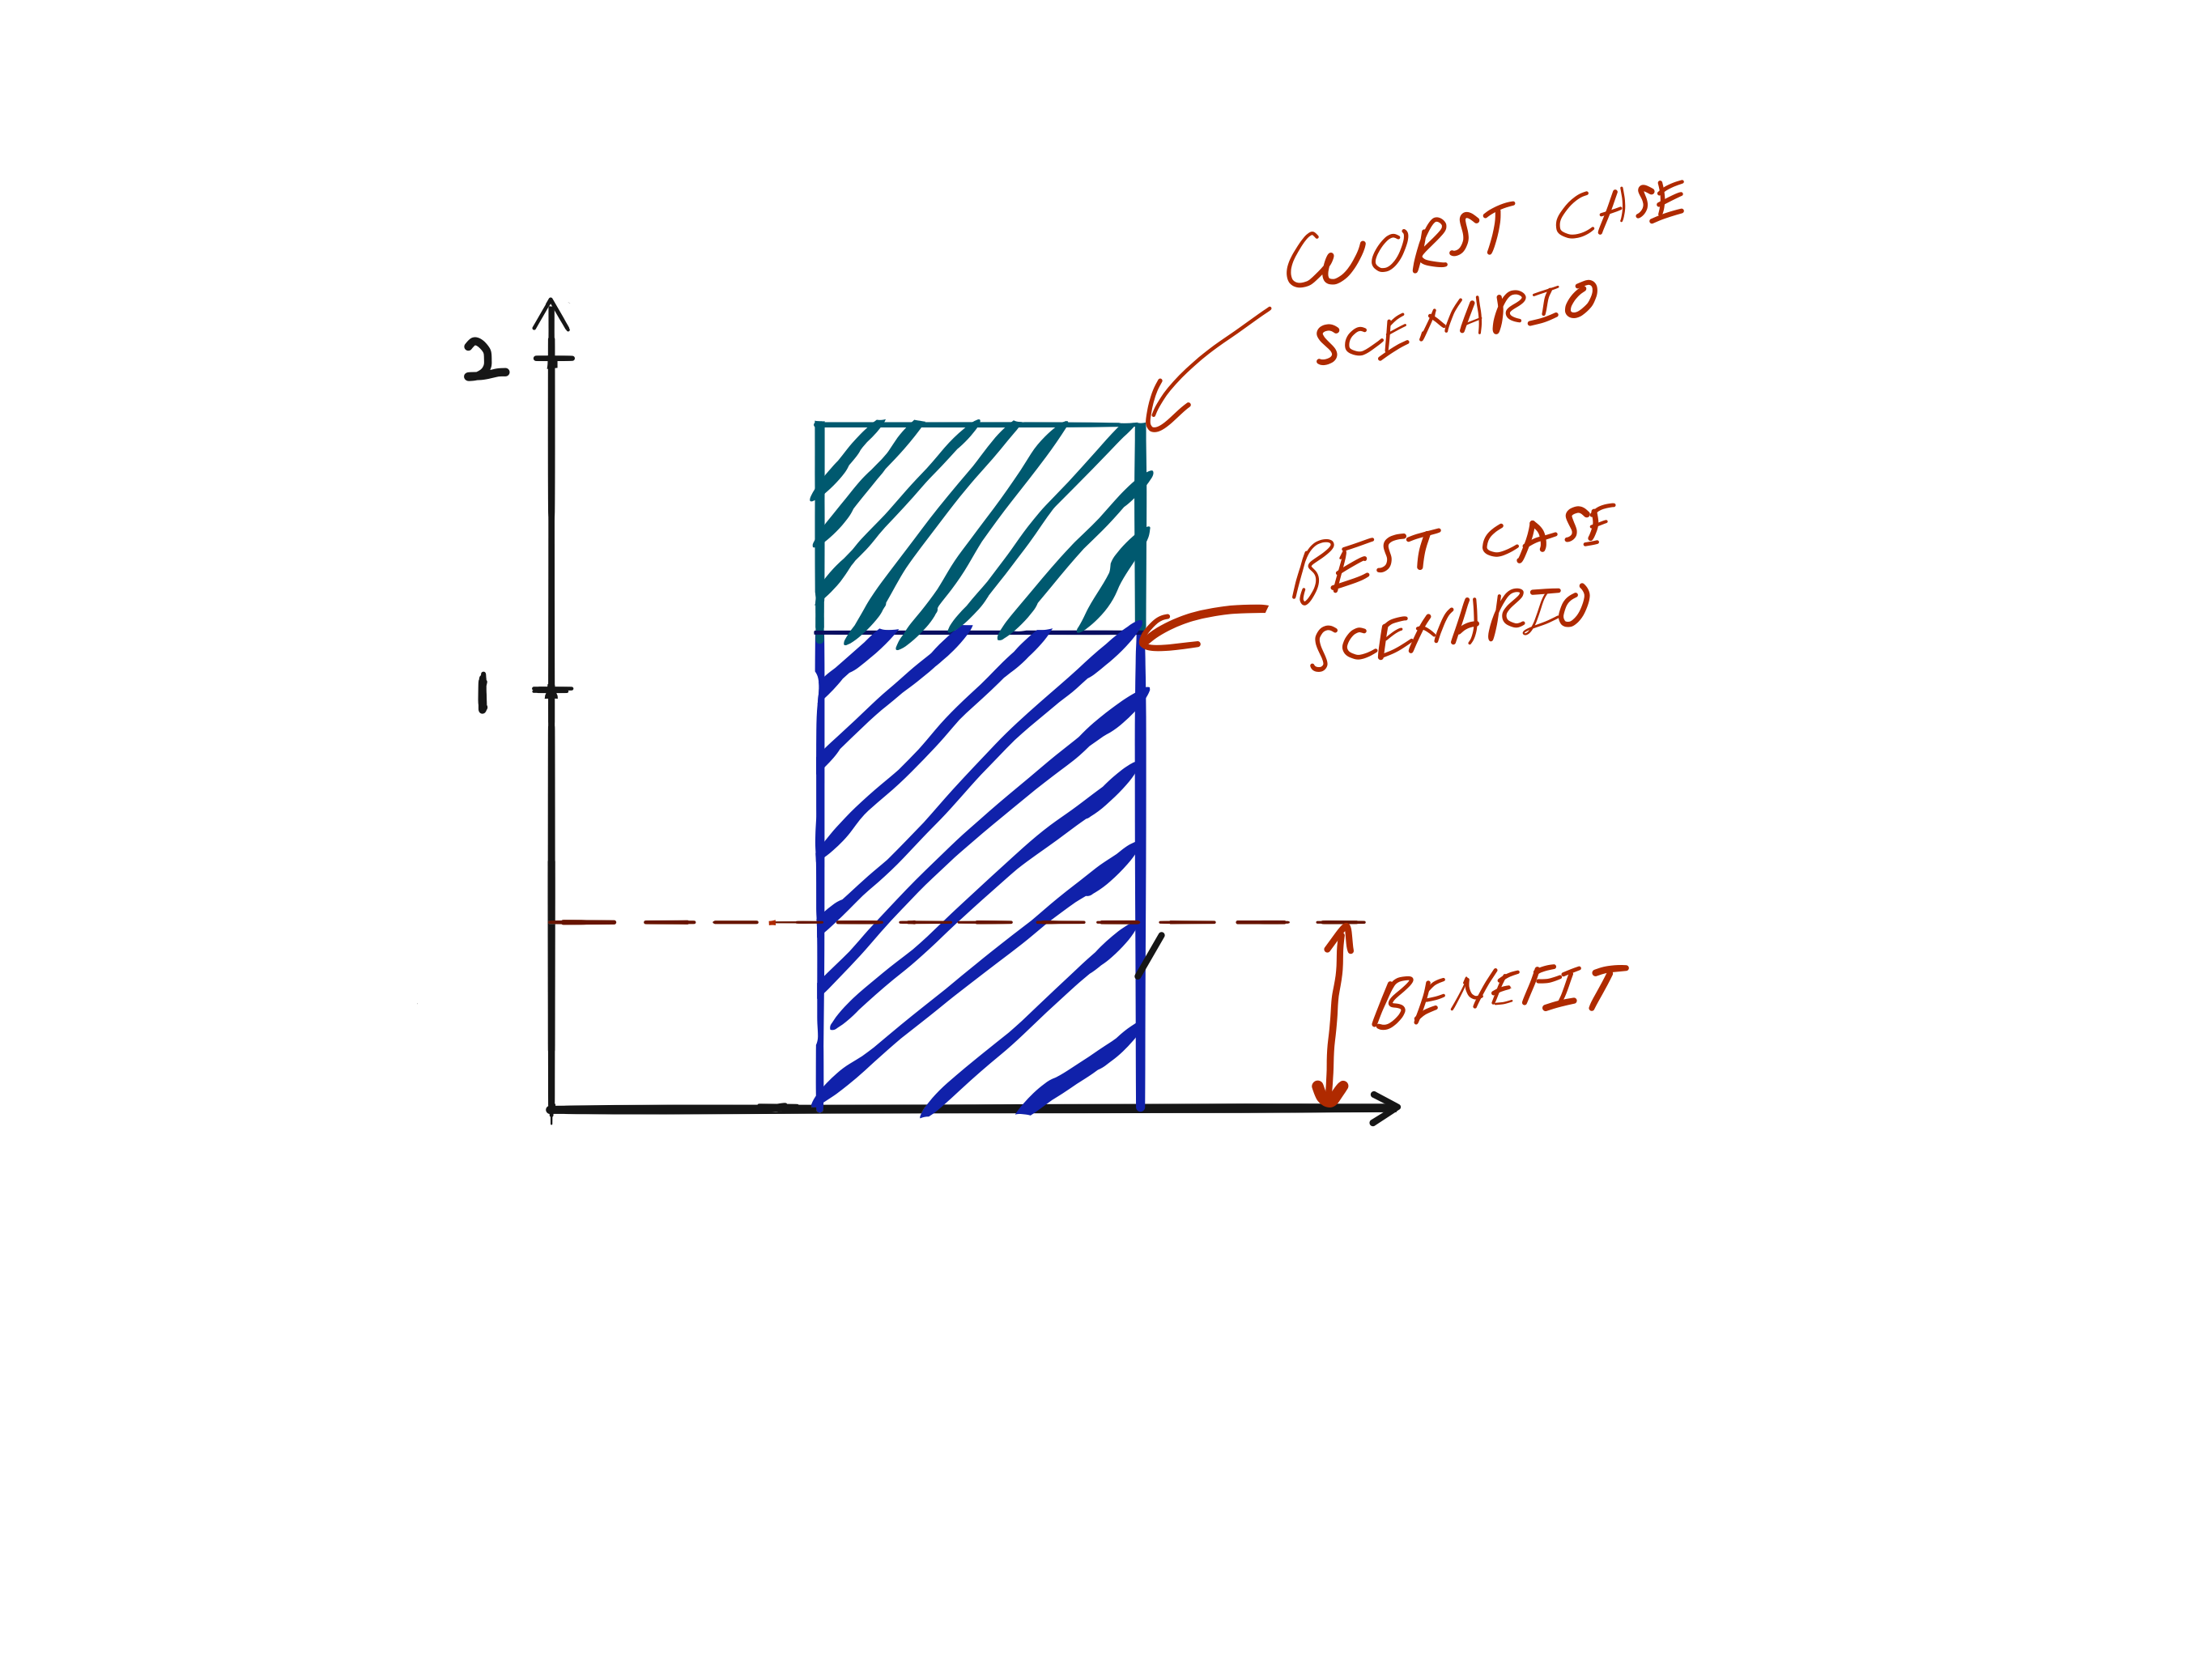 WORST CASE
SCENARIO
2
BEST CASE
SCENARIO
1
BENEFIT